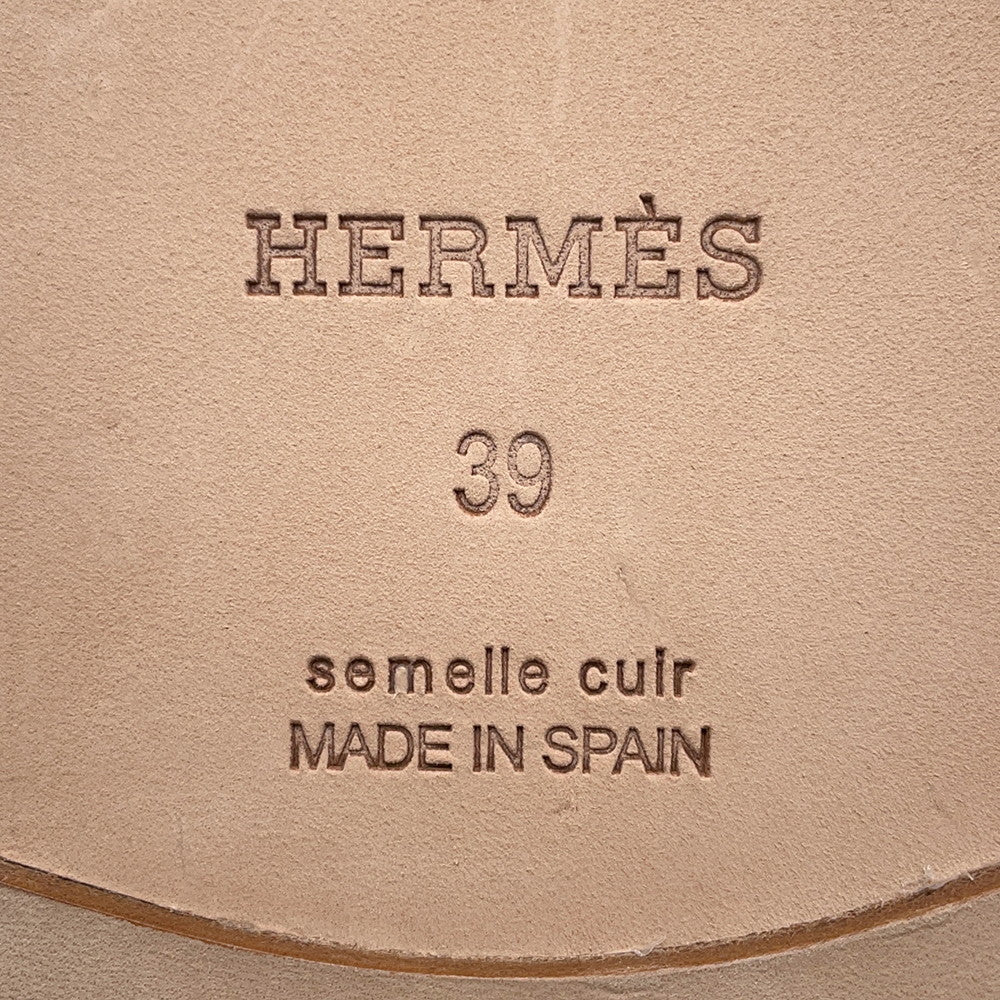 HERMÈS
39
semelle cuir
MADE IN SPAIN